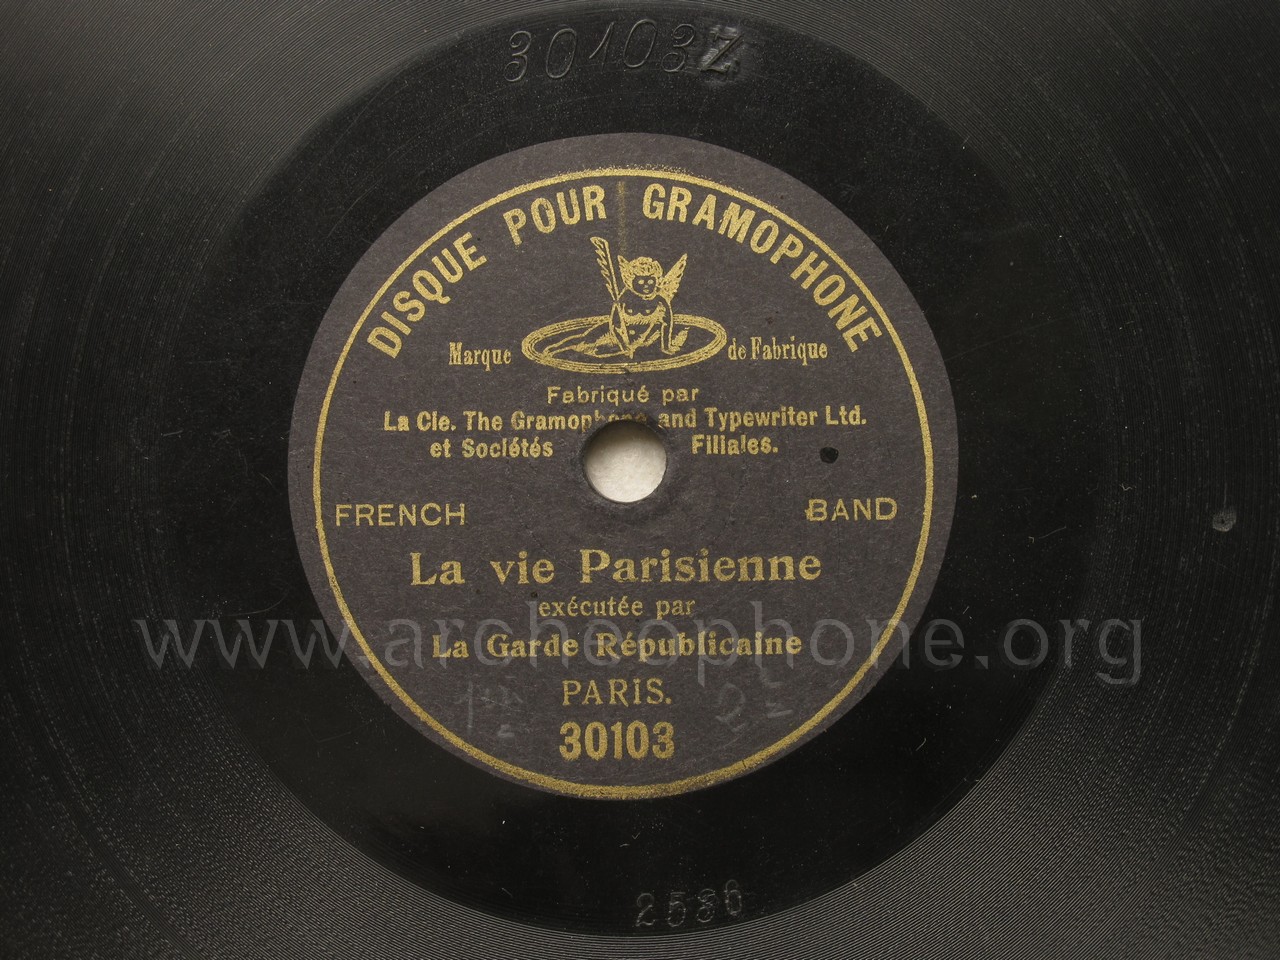 30103Z
DISQUE POUR GRAMOPHONE
Marque de Fabrique
Fabriqué par
La Cie. The Gramophone and Typewriter Ltd.
et Sociétés Filiales.
FRENCH BAND
La vie Parisienne
exécutée par
www.archeophone.org
La Garde Républicaine
PARIS.
30103